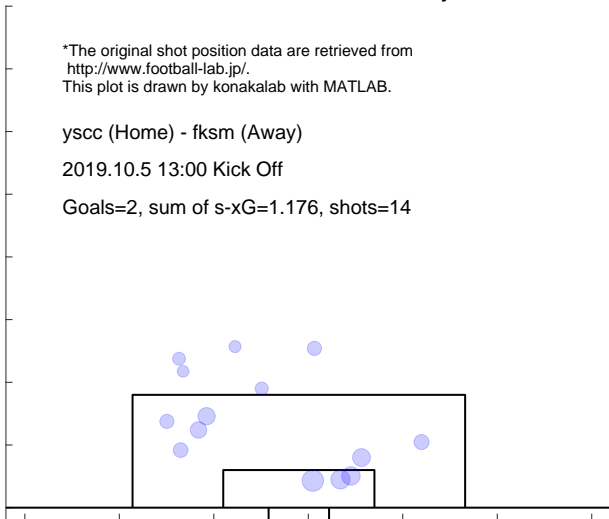 *The original shot position data are retrieved from
http://www.football-lab.jp/.
This plot is drawn by konakalab with MATLAB.
yscc (Home) - fksm (Away)
2019.10.5 13:00 Kick Off
Goals=2, sum of s-xG=1.176, shots=14